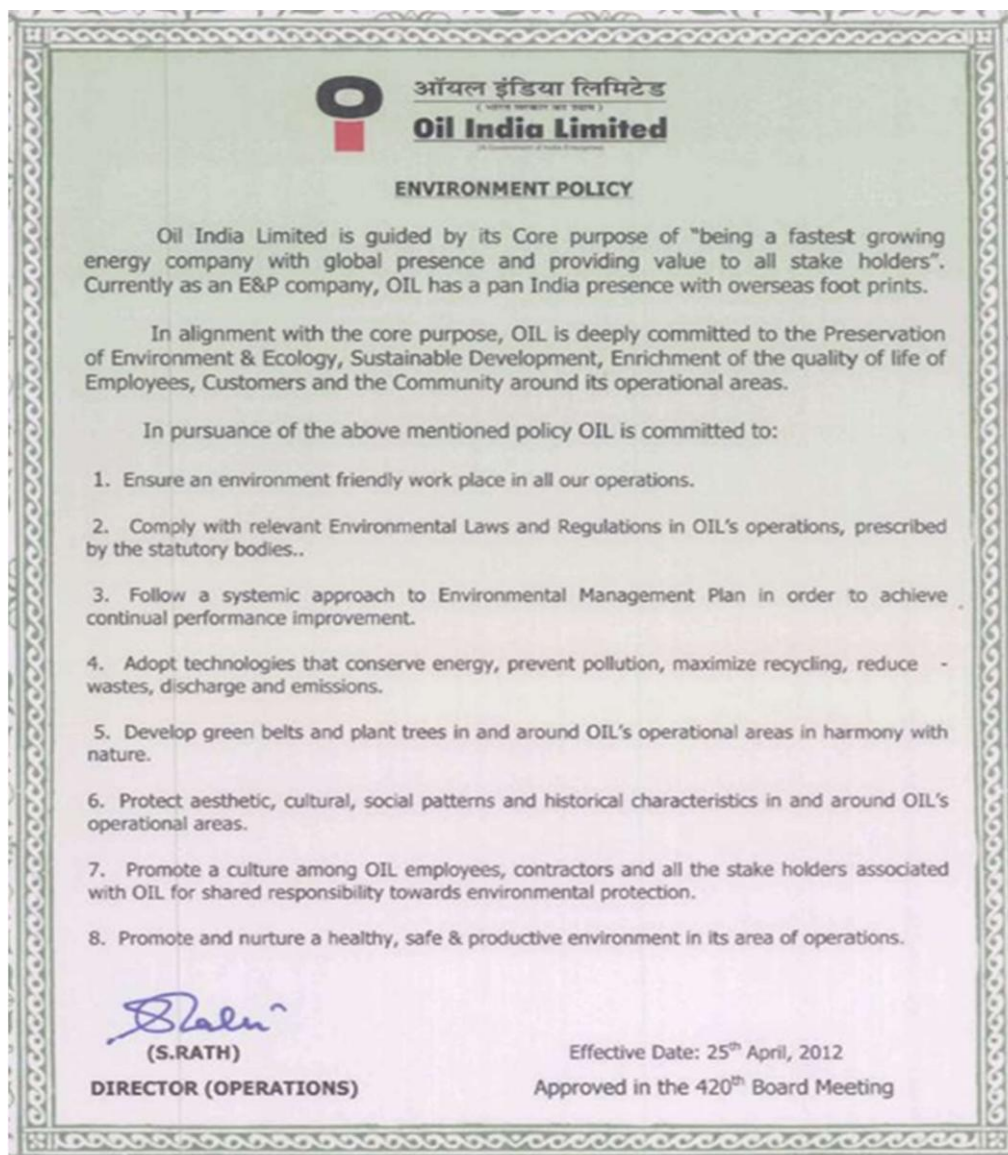 ऑयल इंडिया लिमिटेड
( भारत सरकार का उद्यम )
Oil India Limited
(A Government of India Enterprise)
ENVIRONMENT POLICY
Oil India Limited is guided by its Core purpose of "being a fastest growing
energy company with global presence and providing value to all stake holders".
Currently as an E&P company, OIL has a pan India presence with overseas foot prints.
In alignment with the core purpose, OIL is deeply committed to the Preservation
of Environment & Ecology, Sustainable Development, Enrichment of the quality of life of
Employees, Customers and the Community around its operational areas.
In pursuance of the above mentioned policy OIL is committed to:
1. Ensure an environment friendly work place in all our operations.
2. Comply with relevant Environmental Laws and Regulations in OIL's operations, prescribed
by the statutory bodies..
3. Follow a systemic approach to Environmental Management Plan in order to achieve
continual performance improvement.
4. Adopt technologies that conserve energy, prevent pollution, maximize recycling, reduce -
wastes, discharge and emissions.
5. Develop green belts and plant trees in and around OIL's operational areas in harmony with
nature.
6. Protect aesthetic, cultural, social patterns and historical characteristics in and around OIL's
operational areas.
7. Promote a culture among OIL employees, contractors and all the stake holders associated
with OIL for shared responsibility towards environmental protection.
8. Promote and nurture a healthy, safe & productive environment in its area of operations.
(S.RATH)
Effective Date: 25th April, 2012
DIRECTOR (OPERATIONS)
Approved in the 420th Board Meeting